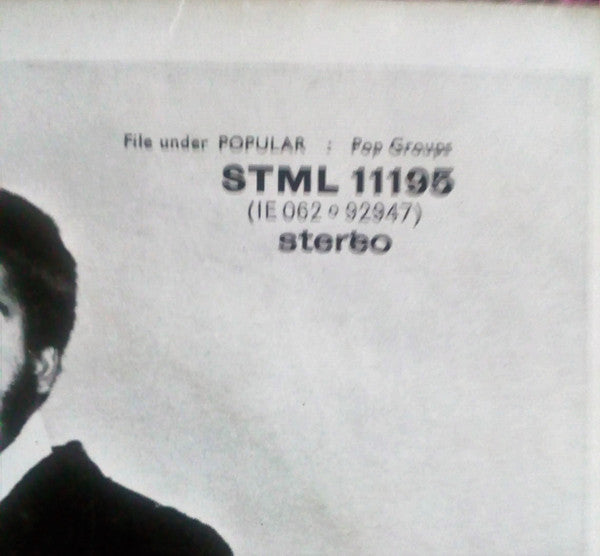 File under POPULAR : Pop Groups
STML 11195
(IE 062 o 92947)
stereo